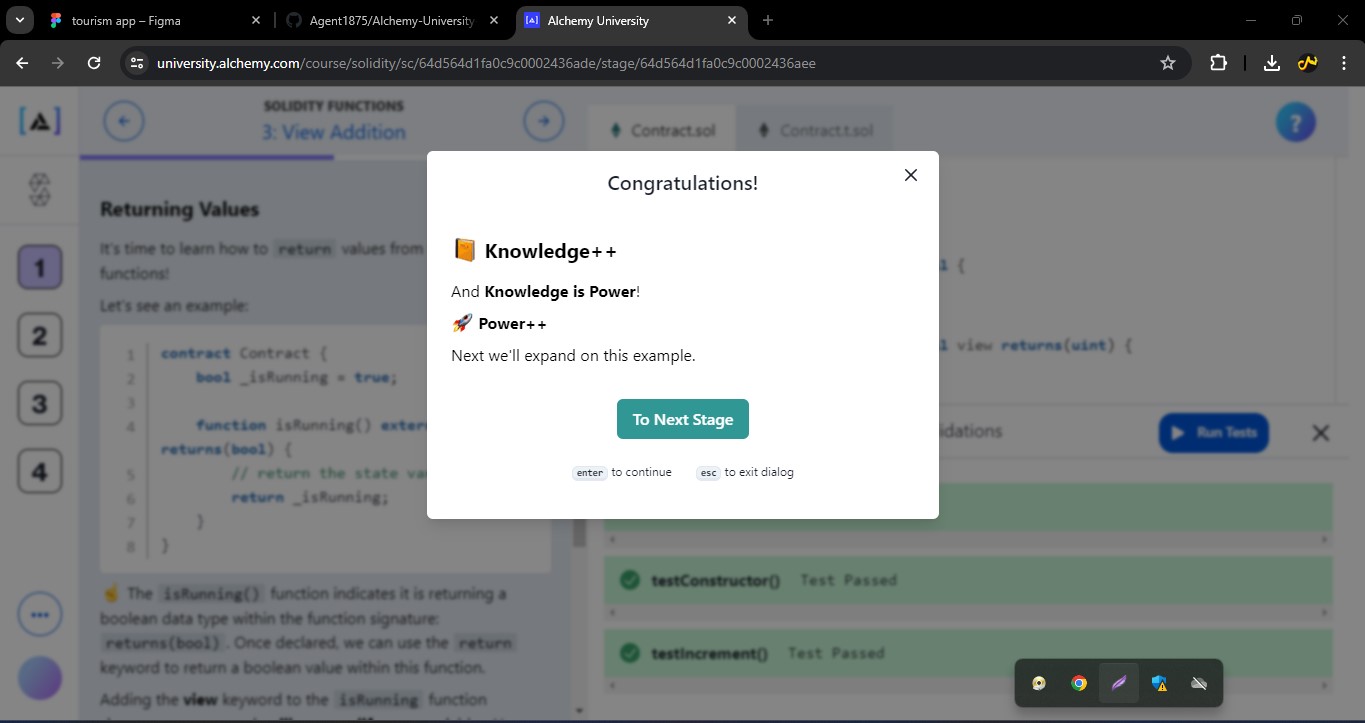 tourism app – Figma
Agent1875/Alchemy-University
Alchemy University
university.alchemy.com/course/solidity/sc/64d564d1fa0c9c0002436ade/stage/64d564d1fa0c9c0002436aee
SOLIDITY FUNCTIONS
3: View Addition
Contract.sol
Contract.t.sol
?
1
2
3
4
Returning Values
It's time to learn how to return values from
functions!
Let's see an example:
1 contract Contract {
2 bool _isRunning = true;
3
4 function isRunning() extern
returns(bool) {
5 // return the state va
6 return _isRunning;
7 }
8 }
☝ The isRunning() function indicates it is returning a
boolean data type within the function signature:
returns(bool). Once declared, we can use the return
keyword to return a boolean value within this function.
Adding the view keyword to the isRunning function
Congratulations!
📙 Knowledge++
And Knowledge is Power!
🚀 Power++
Next we'll expand on this example.
To Next Stage
enter to continue esc to exit dialog
l {
l view returns(uint) {
idations
Run Tests
testConstructor() Test Passed
testIncrement() Test Passed